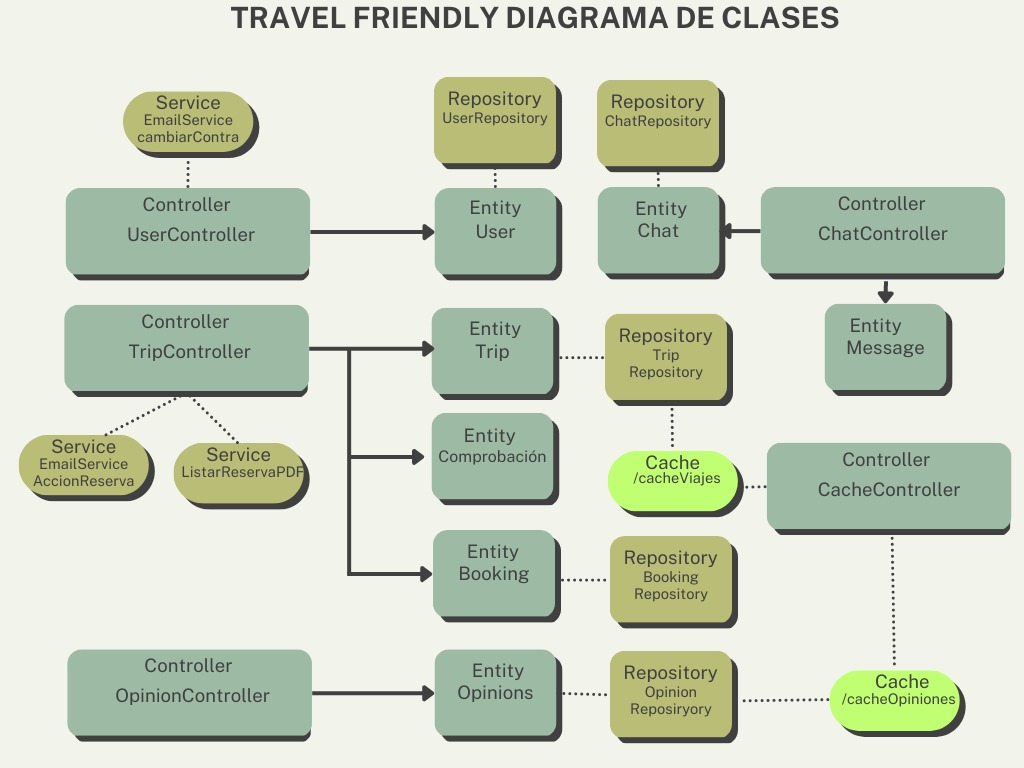 TRAVEL FRIENDLY DIAGRAMA DE CLASES
Service
EmailService
cambiarContra
Repository
UserRepository
Repository
ChatRepository
Controller
UserController
Entity
User
Entity
Chat
Controller
ChatController
Controller
TripController
Entity
Trip
Repository
Trip
Repository
Entity
Message
Service
EmailService
AccionReserva
Service
ListarReservaPDF
Entity
Comprobación
Cache
/cacheViajes
Controller
CacheController
Entity
Booking
Repository
Booking
Repository
Controller
OpinionController
Entity
Opinions
Repository
Opinion
Reposiryory
Cache
/cacheOpiniones